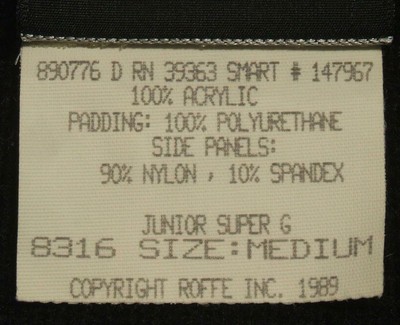 890776 D RN 39363 SMART # 147967
100% ACRYLIC
PADDING: 100% POLYURETHANE
SIDE PANELS:
90% NYLON , 10% SPANDEX
JUNIOR SUPER G
8316 SIZE:MEDIUM
COPYRIGHT ROFFE INC. 1989